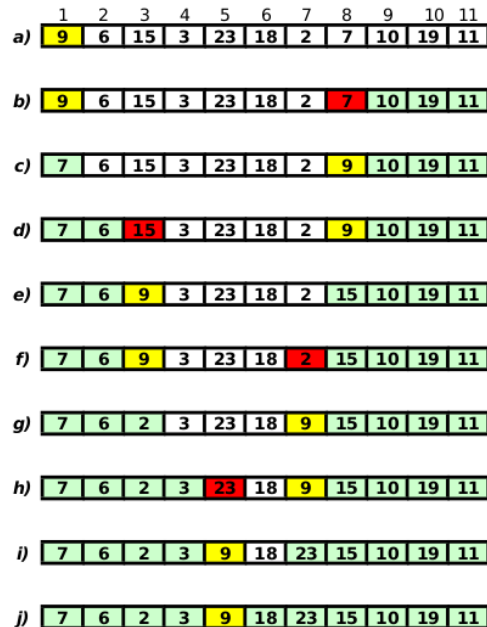 1 2 3 4 5 6 7 8 9 10 11
a) 9 6 15 3 23 18 2 7 10 19 11
b) 9 6 15 3 23 18 2 7 10 19 11
c) 7 6 15 3 23 18 2 9 10 19 11
d) 7 6 15 3 23 18 2 9 10 19 11
e) 7 6 9 3 23 18 2 15 10 19 11
f) 7 6 9 3 23 18 2 15 10 19 11
g) 7 6 2 3 23 18 9 15 10 19 11
h) 7 6 2 3 23 18 9 15 10 19 11
i) 7 6 2 3 9 18 23 15 10 19 11
j) 7 6 2 3 9 18 23 15 10 19 11